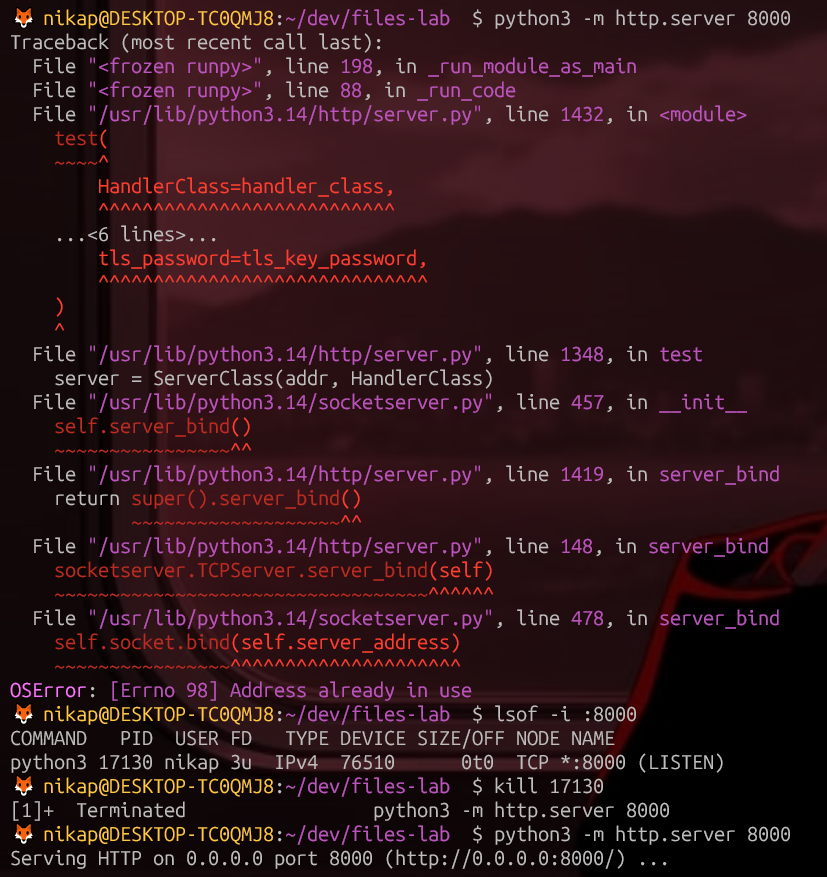 🦊 nikap@DESKTOP-TC0QMJ8:~/dev/files-lab  $ python3 -m http.server 8000
Traceback (most recent call last):
  File "<frozen runpy>", line 198, in _run_module_as_main
  File "<frozen runpy>", line 88, in _run_code
  File "/usr/lib/python3.14/http/server.py", line 1432, in <module>
    test(
    ~~~~^
        HandlerClass=handler_class,
        ^^^^^^^^^^^^^^^^^^^^^^^^^^^
    ...<6 lines>...
        tls_password=tls_key_password,
        ^^^^^^^^^^^^^^^^^^^^^^^^^^^^^^
    )
    ^
  File "/usr/lib/python3.14/http/server.py", line 1348, in test
    server = ServerClass(addr, HandlerClass)
  File "/usr/lib/python3.14/socketserver.py", line 457, in __init__
    self.server_bind()
    ~~~~~~~~~~~~~~~~^^
  File "/usr/lib/python3.14/http/server.py", line 1419, in server_bind
    return super().server_bind()
           ~~~~~~~~~~~~~~~~~~~^^
  File "/usr/lib/python3.14/http/server.py", line 148, in server_bind
    socketserver.TCPServer.server_bind(self)
    ~~~~~~~~~~~~~~~~~~~~~~~~~~~~~~~~~~^^^^^^
  File "/usr/lib/python3.14/socketserver.py", line 478, in server_bind
    self.socket.bind(self.server_address)
    ~~~~~~~~~~~~~~~~^^^^^^^^^^^^^^^^^^^^^
OSError: [Errno 98] Address already in use
🦊 nikap@DESKTOP-TC0QMJ8:~/dev/files-lab  $ lsof -i :8000
COMMAND   PID  USER FD   TYPE DEVICE SIZE/OFF NODE NAME
python3 17130 nikap 3u  IPv4  76510      0t0  TCP *:8000 (LISTEN)
🦊 nikap@DESKTOP-TC0QMJ8:~/dev/files-lab  $ kill 17130
[1]+  Terminated                 python3 -m http.server 8000
🦊 nikap@DESKTOP-TC0QMJ8:~/dev/files-lab  $ python3 -m http.server 8000
Serving HTTP on 0.0.0.0 port 8000 (http://0.0.0.0:8000/) ...